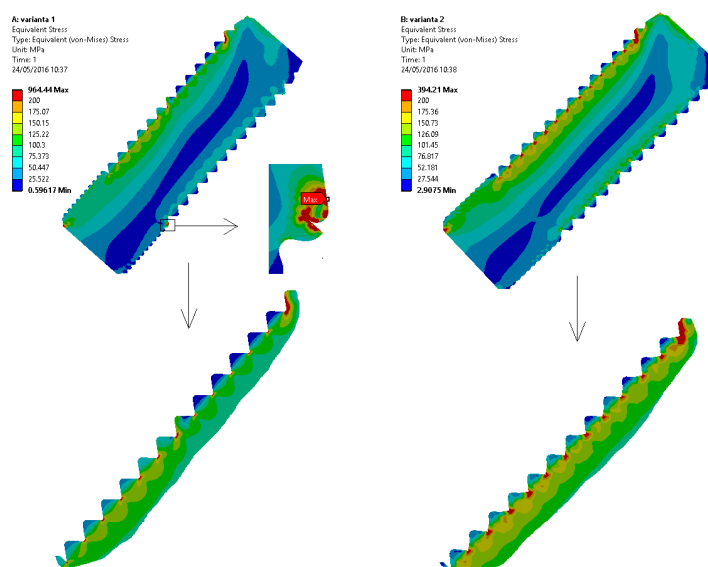 A: varianta 1
Equivalent Stress
Type: Equivalent (von-Mises) Stress
Unit: MPa
Time: 1
24/05/2016 10:37
964.44 Max
200
175.07
150.15
125.22
100.3
75.373
50.447
25.522
0.59617 Min
Max
B: varianta 2
Equivalent Stress
Type: Equivalent (von-Mises) Stress
Unit: MPa
Time: 1
24/05/2016 10:38
394.21 Max
200
175.36
150.73
126.09
101.45
76.817
52.181
27.544
2.9075 Min